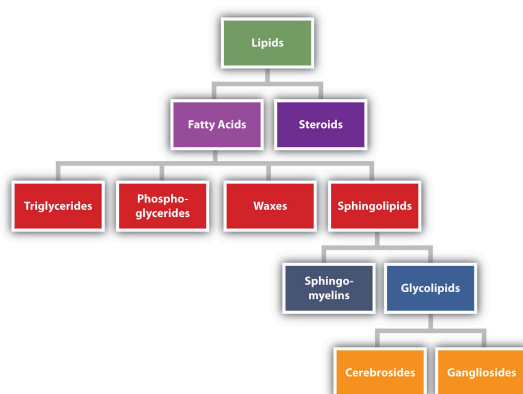 Lipids
Fatty Acids
Steroids
Triglycerides
Phospho-
glycerides
Waxes
Sphingolipids
Sphingo-
myelins
Glycolipids
Cerebrosides
Gangliosides